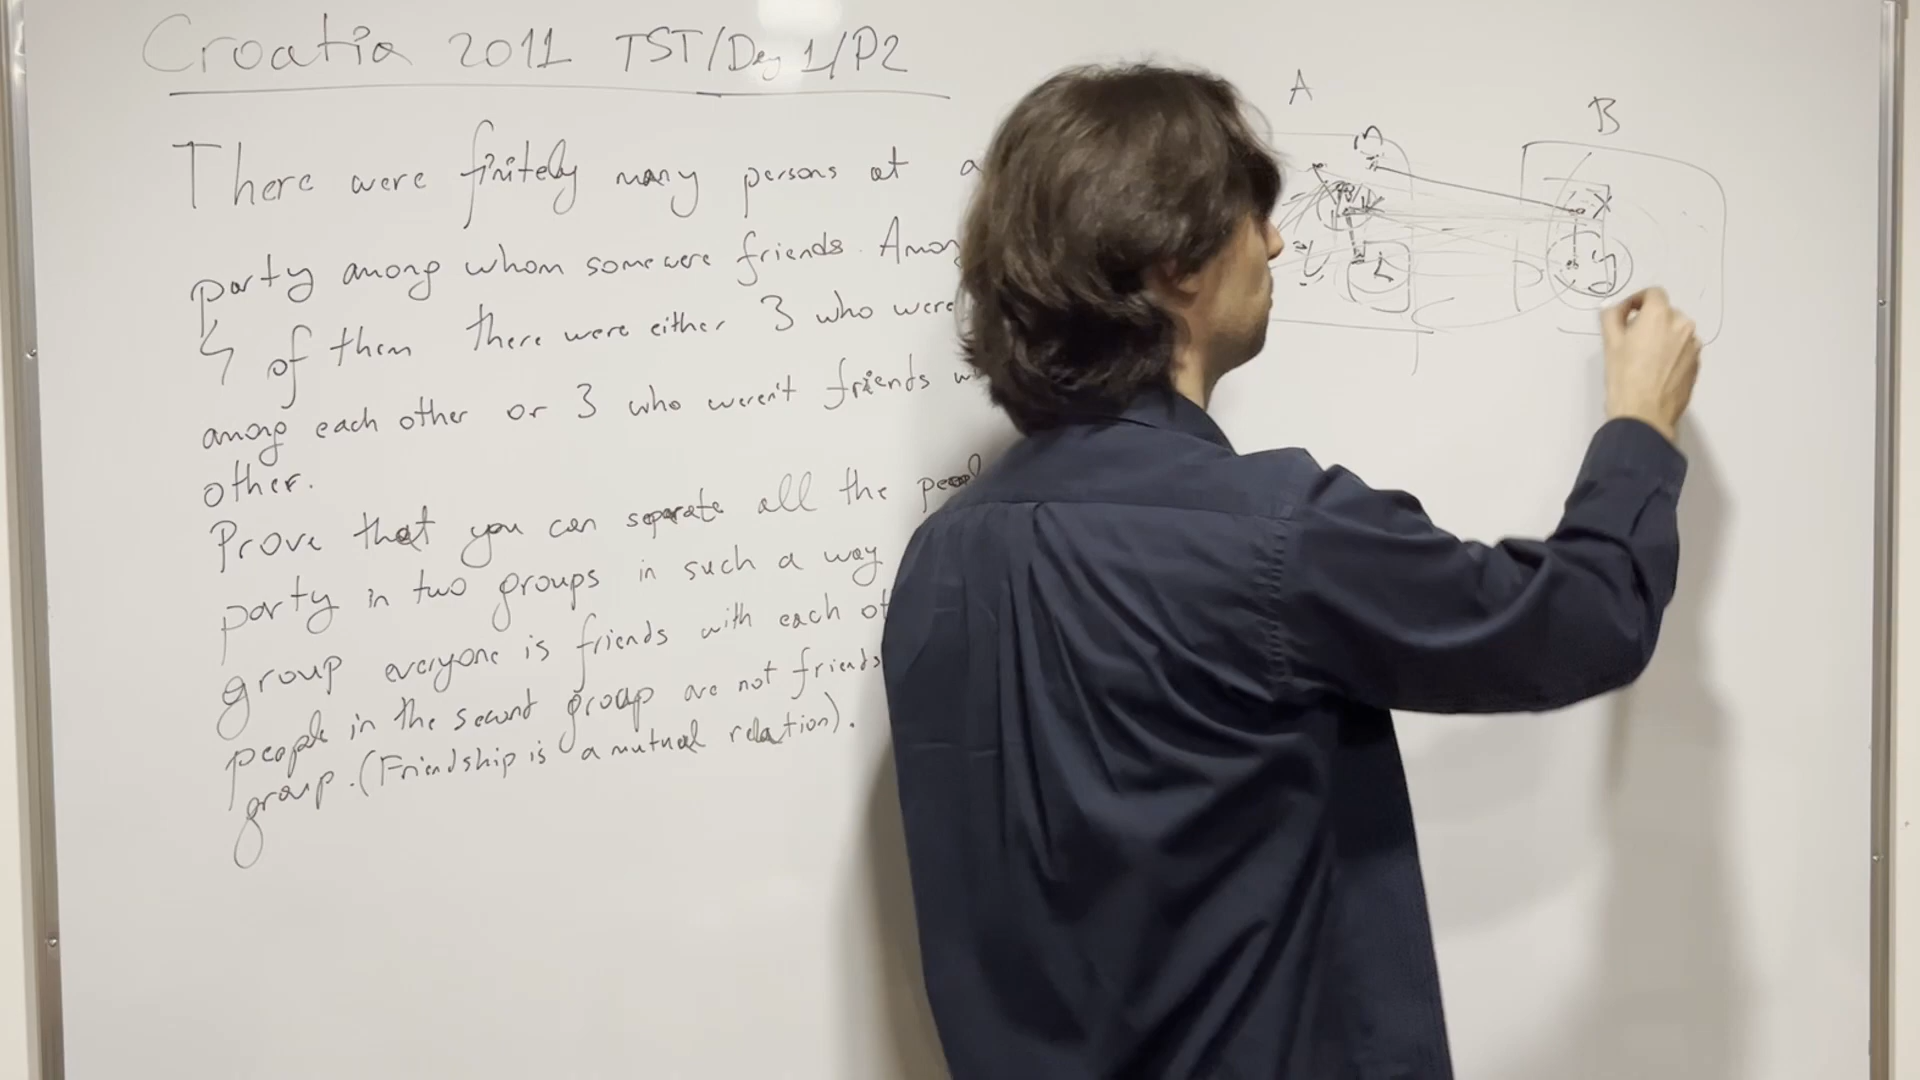 Croatia 2011 TST/Day 1/P2
There were finitely many persons at a
party among whom some were friends. Among
4 of them there were either 3 who were
among each other or 3 who weren't friends
other.
Prove that you can separate all the
party in two groups in such a way
group everyone is friends with each
people in the second group are not friends
group. (Friendship is a mutual relation).
A
B